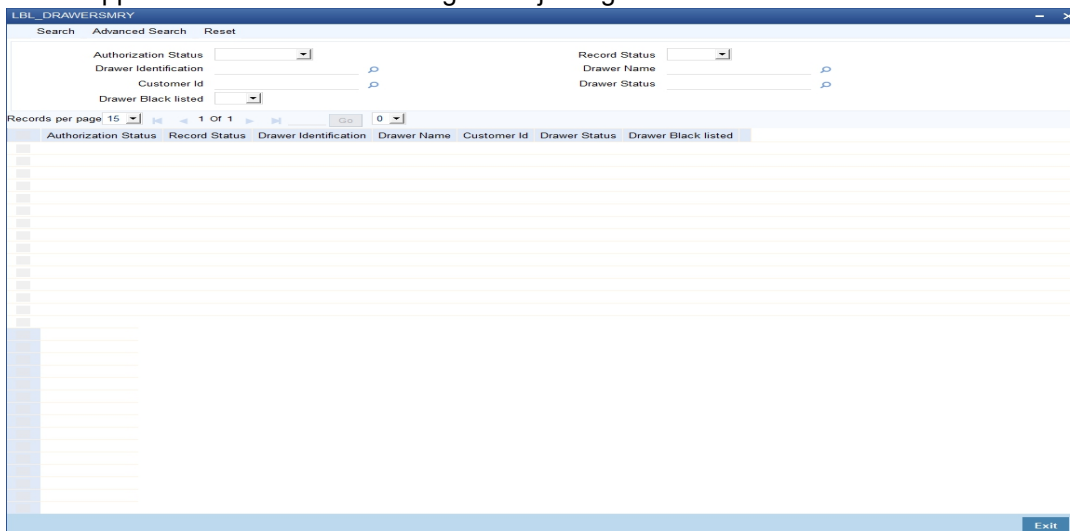 LBL_DRAWERSMRY
Search Advanced Search Reset
Authorization Status Record Status
Drawer Identification Drawer Name
Customer Id Drawer Status
Drawer Black listed
Records per page 15 1 Of 1 Go 0
Authorization Status Record Status Drawer Identification Drawer Name Customer Id Drawer Status Drawer Black listed
Exit